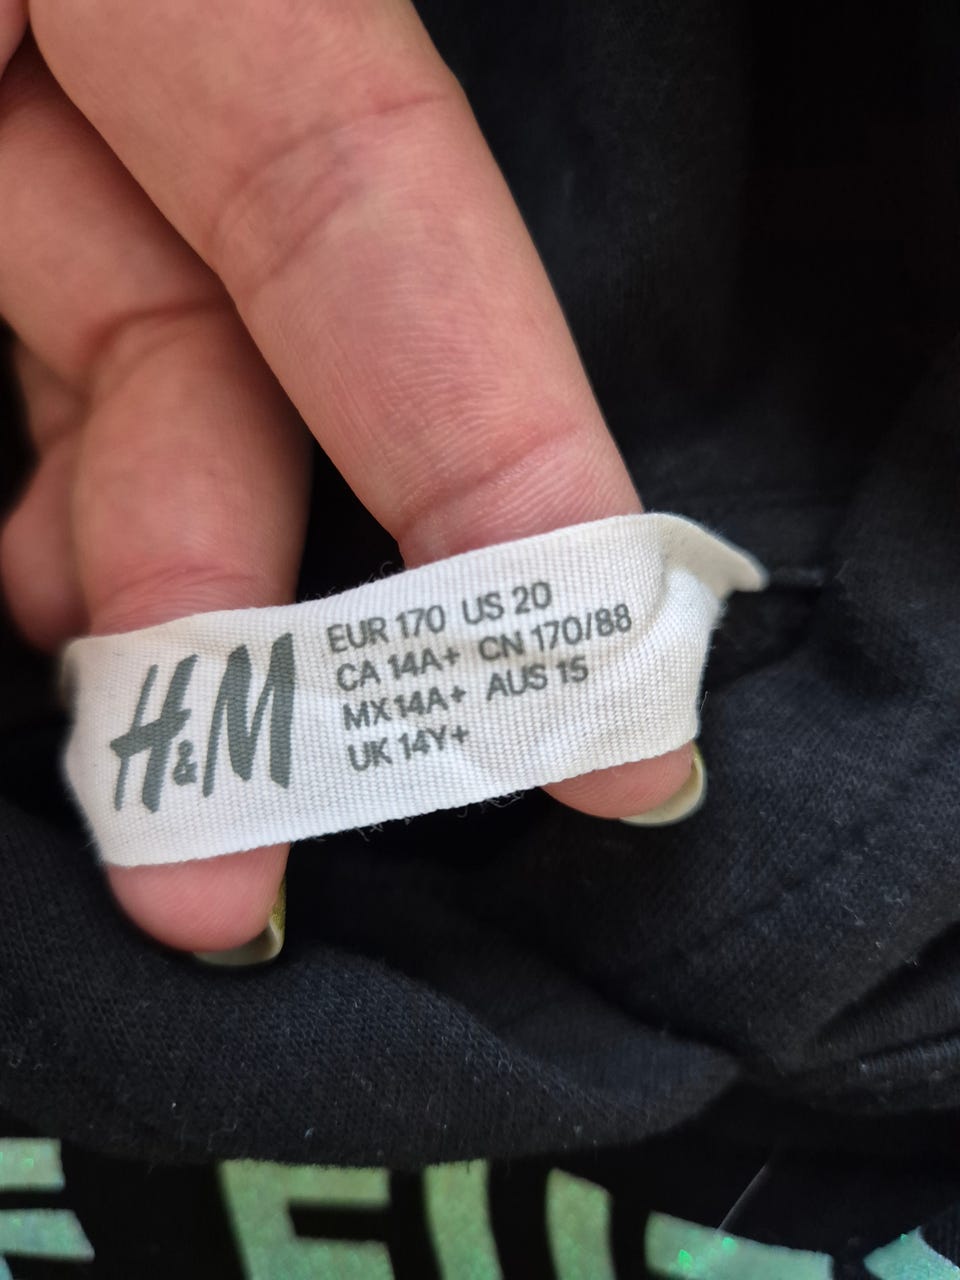 H&M
EUR 170 US 20
CA 14A+ CN 170/88
MX 14A+ AUS 15
UK 14Y+